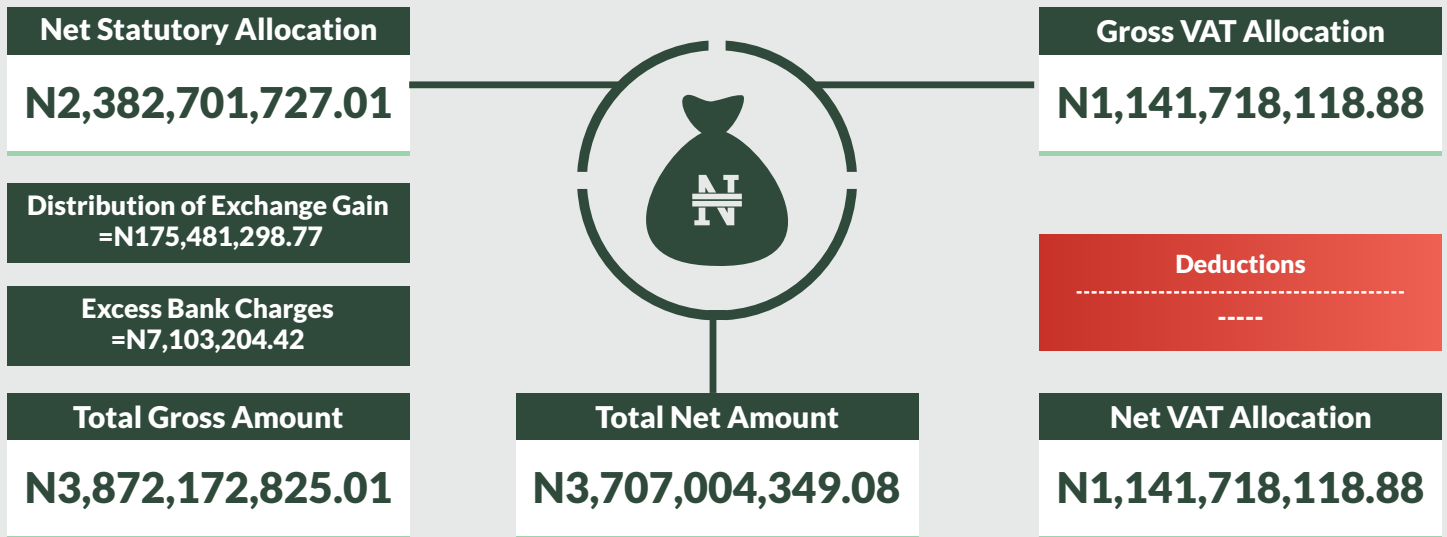 Net Statutory Allocation
N2,382,701,727.01
Distribution of Exchange Gain
=N175,481,298.77
Excess Bank Charges
=N7,103,204.42
Total Gross Amount
N3,872,172,825.01
₦
Total Net Amount
N3,707,004,349.08
Gross VAT Allocation
N1,141,718,118.88
Deductions
--------------------------------------------
-----
Net VAT Allocation
N1,141,718,118.88